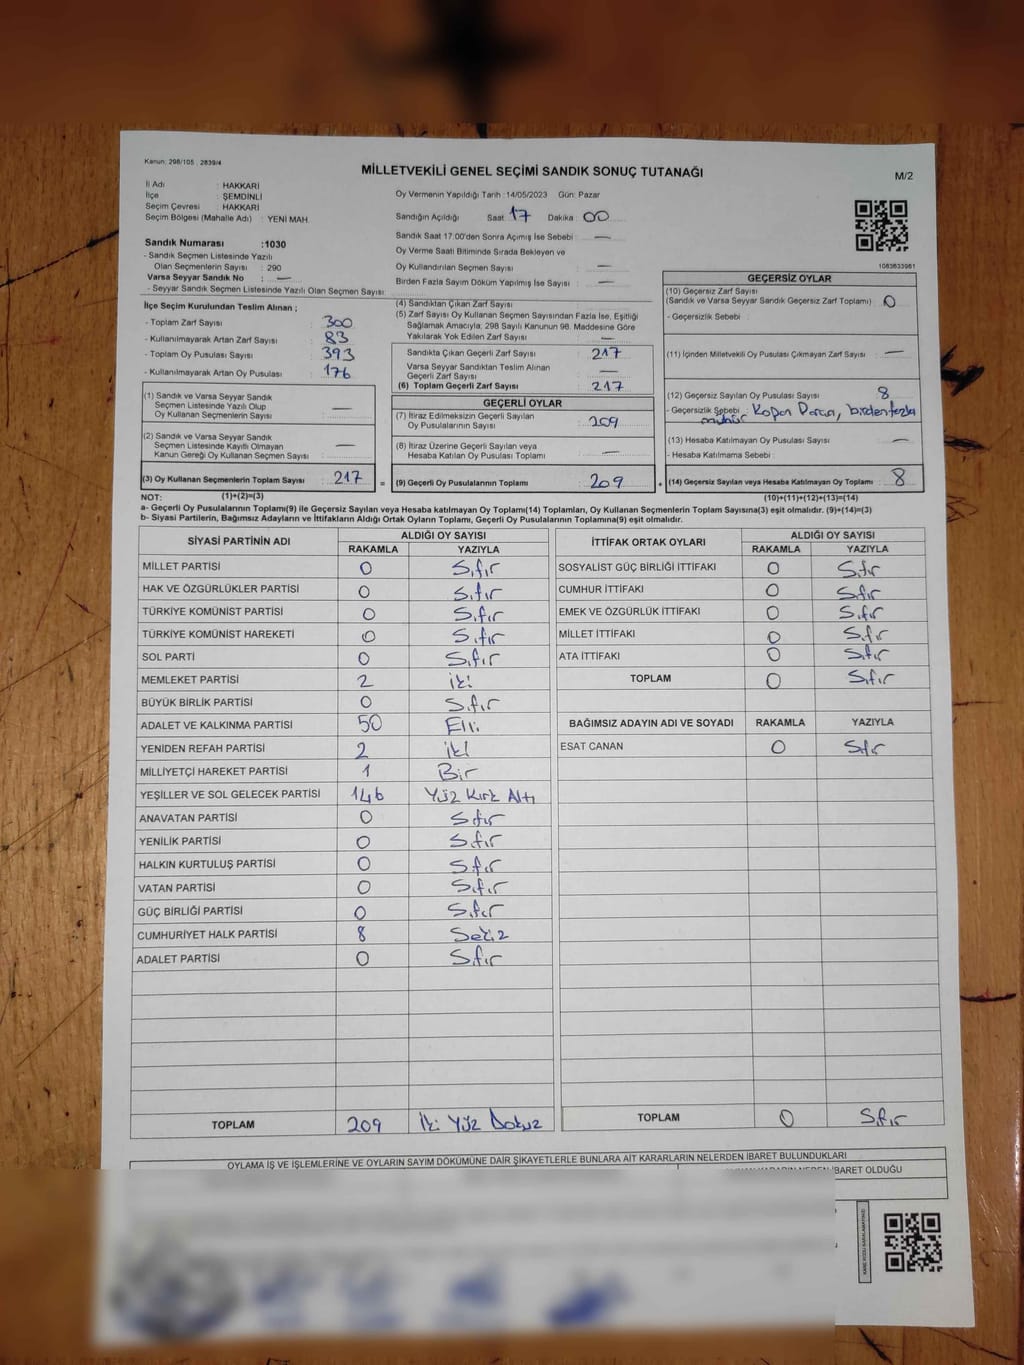 Kanun: 298/105 , 2839/4
MİLLETVEKİLİ GENEL SEÇİMİ SANDIK SONUÇ TUTANAĞI
M/2
İl Adı : HAKKARİ
İlçe : ŞEMDİNLİ
Seçim Çevresi : HAKKARİ
Seçim Bölgesi (Mahalle Adı) : YENİ MAH.
Sandık Numarası :1030
- Sandık Seçmen Listesinde Yazılı
Olan Seçmenlerin Sayısı : 290
Varsa Seyyar Sandık No : —
- Seyyar Sandık Seçmen Listesinde Yazılı Olan Seçmen Sayısı:
Oy Vermenin Yapıldığı Tarih :14/05/2023 Gün: Pazar
Sandığın Açıldığı Saat 17 Dakika : 00
Sandık Saat 17.00'den Sonra Açımış İse Sebebi : —
Oy Verme Saati Bitiminde Sırada Bekleyen ve
Oy Kullandırılan Seçmen Sayısı : —
Birden Fazla Sayım Döküm Yapılmış İse Sayısı : —
1063633961
İlçe Seçim Kurulundan Teslim Alınan ;
- Toplam Zarf Sayısı : 300
- Kullanılmayarak Artan Zarf Sayısı : 83
- Toplam Oy Pusulası Sayısı : 393
- Kullanılmayarak Artan Oy Pusulası : 176
(1) Sandık ve Varsa Seyyar Sandık
Seçmen Listesinde Yazılı Olup
Oy Kullanan Seçmenlerin Sayısı : —
(2) Sandık ve Varsa Seyyar Sandık
Seçmen Listesinde Kayıtlı Olmayan
Kanun Gereği Oy Kullanan Seçmen Sayısı : —
(3) Oy Kullanan Seçmenlerin Toplam Sayısı : 217
(4) Sandıktan Çıkan Zarf Sayısı :
(5) Zarf Sayısı Oy Kullanan Seçmen Sayısından Fazla İse, Eşitliği
Sağlamak Amacıyla; 298 Sayılı Kanunun 98. Maddesine Göre
Yakılarak Yok Edilen Zarf Sayısı : —
Sandıkta Çıkan Geçerli Zarf Sayısı : 217
Varsa Seyyar Sandıktan Teslim Alınan
Geçerli Zarf Sayısı : —
(6) Toplam Geçerli Zarf Sayısı : 217
GEÇERLİ OYLAR
(7) İtiraz Edilmeksizin Geçerli Sayılan
Oy Pusulalarının Sayısı : 209
(8) İtiraz Üzerine Geçerli Sayılan veya
Hesaba Katılan Oy Pusulası Toplamı : —
= (9) Geçerli Oy Pusulalarının Toplamı : 209
GEÇERSİZ OYLAR
(10) Geçersiz Zarf Sayısı
(Sandık ve Varsa Seyyar Sandık Geçersiz Zarf Toplamı) : 0
- Geçersizlik Sebebi :
(11) İçinden Milletvekili Oy Pusulası Çıkmayan Zarf Sayısı : —
(12) Geçersiz Sayılan Oy Pusulası Sayısı : 8
- Geçersizlik Sebebi : birden fazla
mühür
(13) Hesaba Katılmayan Oy Pusulası Sayısı : —
- Hesaba Katılmama Sebebi :
+ (14) Geçersiz Sayılan veya Hesaba Katılmayan Oy Toplamı : 8
NOT: (1)+(2)=(3) (10)+(11)+(12)+(13)=(14)
a- Geçerli Oy Pusulalarının Toplamı(9) ile Geçersiz Sayılan veya Hesaba katılmayan Oy Toplamı(14) Toplamları, Oy Kullanan Seçmenlerin Toplam Sayısına(3) eşit olmalıdır. (9)+(14)=(3)
b- Siyasi Partilerin, Bağımsız Adayların ve İttifakların Aldığı Ortak Oyların Toplamı, Geçerli Oy Pusulalarının Toplamına(9) eşit olmalıdır.
SİYASİ PARTİNİN ADI ALDIĞI OY SAYISI
RAKAMLA YAZIYLA
MİLLET PARTİSİ 0 Sıfır
HAK VE ÖZGÜRLÜKLER PARTİSİ 0 Sıfır
TÜRKİYE KOMÜNİST PARTİSİ 0 Sıfır
TÜRKİYE KOMÜNİST HAREKETİ 0 Sıfır
SOL PARTİ 0 Sıfır
MEMLEKET PARTİSİ 2 iki
BÜYÜK BİRLİK PARTİSİ 0 Sıfır
ADALET VE KALKINMA PARTİSİ 50 Elli
YENİDEN REFAH PARTİSİ 2 iki
MİLLİYETÇİ HAREKET PARTİSİ 1 Bir
YEŞİLLER VE SOL GELECEK PARTİSİ 146 Yüz Kırk Altı
ANAVATAN PARTİSİ 0 Sıfır
YENİLİK PARTİSİ 0 Sıfır
HALKIN KURTULUŞ PARTİSİ 0 Sıfır
VATAN PARTİSİ 0 Sıfır
GÜÇ BİRLİĞİ PARTİSİ 0 Sıfır
CUMHURİYET HALK PARTİSİ 8 Sekiz
ADALET PARTİSİ 0 Sıfır
TOPLAM 209 İki Yüz Dokuz
İTTİFAK ORTAK OYLARI ALDIĞI OY SAYISI
RAKAMLA YAZIYLA
SOSYALİST GÜÇ BİRLİĞİ İTTİFAKI 0 Sıfır
CUMHUR İTTİFAKI 0 Sıfır
EMEK VE ÖZGÜRLÜK İTTİFAKI 0 Sıfır
MİLLET İTTİFAKI 0 Sıfır
ATA İTTİFAKI 0 Sıfır
TOPLAM 0 Sıfır
BAĞIMSIZ ADAYIN ADI VE SOYADI RAKAMLA YAZIYLA
ESAT CANAN 0 Sıfır
TOPLAM 0 Sıfır
OYLAMA İŞ VE İŞLEMLERİNE VE OYLARIN SAYIM DÖKÜMÜNE DAİR ŞİKAYETLERLE BUNLARA AİT KARARLARIN NELERDEN İBARET BULUNDUKLARI
İBARET OLDUĞU